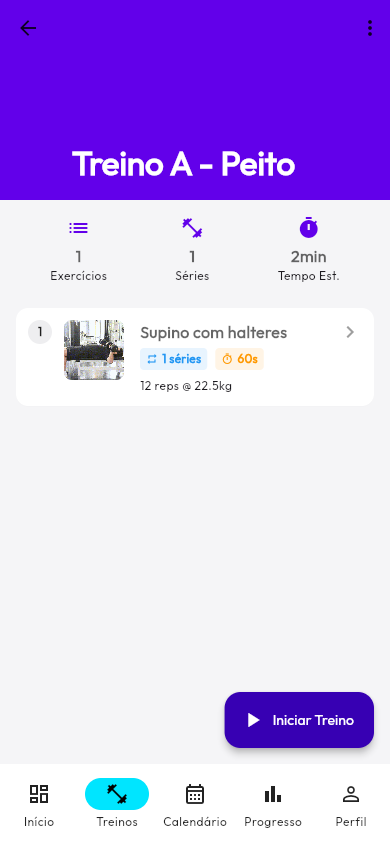 Treino A - Peito
1
Exercícios
1
Séries
2min
Tempo Est.
1
Supino com halteres
1 séries
60s
12 reps @ 22.5kg
Iniciar Treino
Início
Treinos
Calendário
Progresso
Perfil